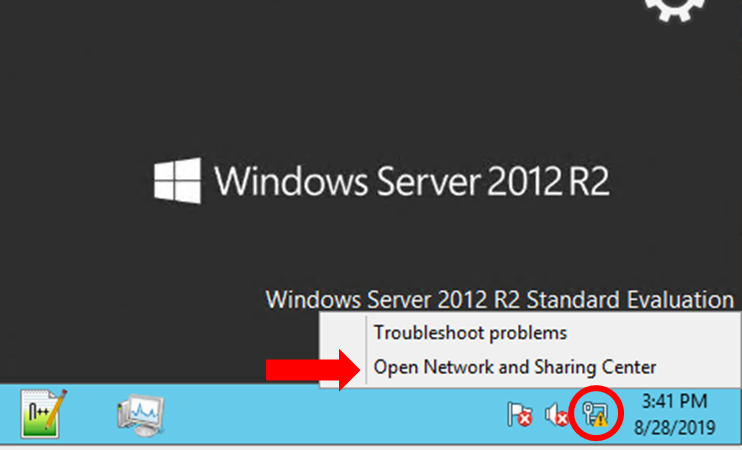 Windows Server 2012 R2
Windows Server 2012 R2 Standard Evaluation
Troubleshoot problems
Open Network and Sharing Center
n++
3:41 PM
8/28/2019